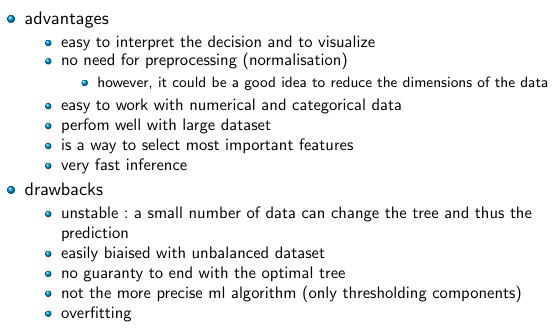 advantages
easy to interpret the decision and to visualize
no need for preprocessing (normalisation)
however, it could be a good idea to reduce the dimensions of the data
easy to work with numerical and categorical data
perfom well with large dataset
is a way to select most important features
very fast inference
drawbacks
unstable : a small number of data can change the tree and thus the
prediction
easily biaised with unbalanced dataset
no guaranty to end with the optimal tree
not the more precise ml algorithm (only thresholding components)
overfitting